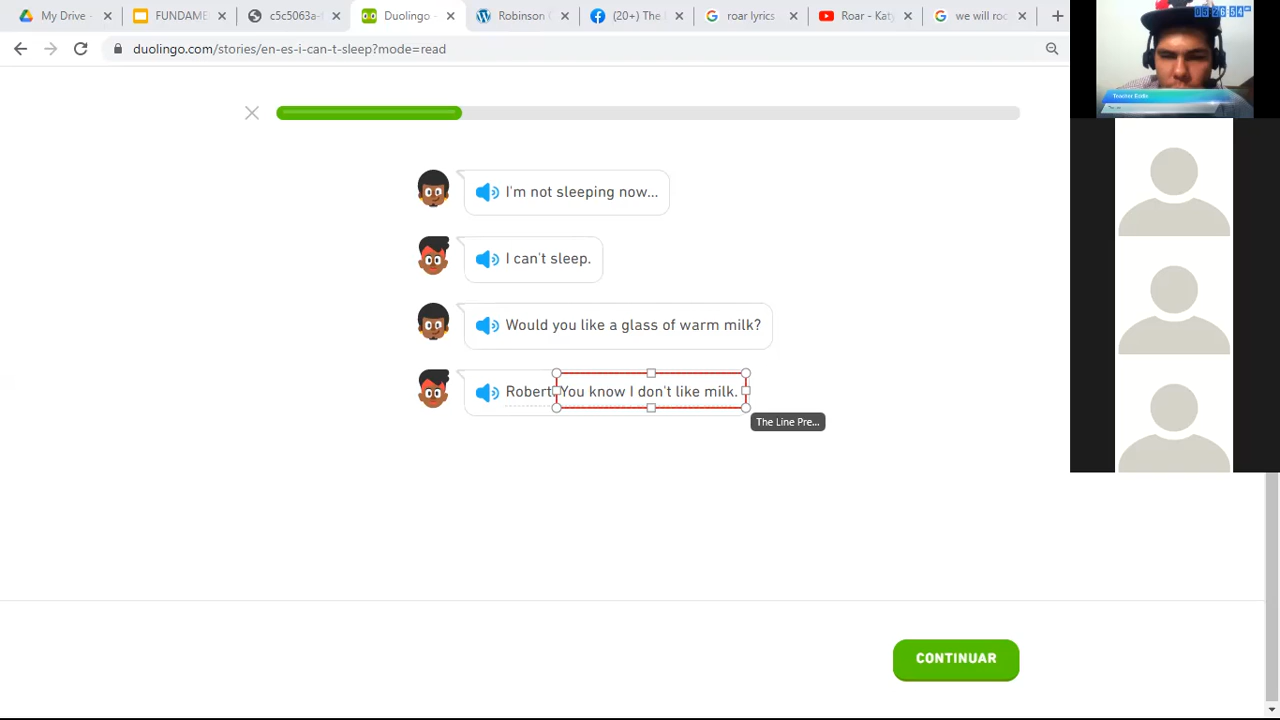 My Drive -
FUNDAME
c5c5063a-
Duolingo -
(20+) The
roar lyrics
Roar - Katy
we will roc
duolingo.com/stories/en-es-i-can-t-sleep?mode=read
Teacher Eddie
I'm not sleeping now...
I can't sleep.
Would you like a glass of warm milk?
Robert You know I don't like milk.
The Line Pre...
CONTINUAR